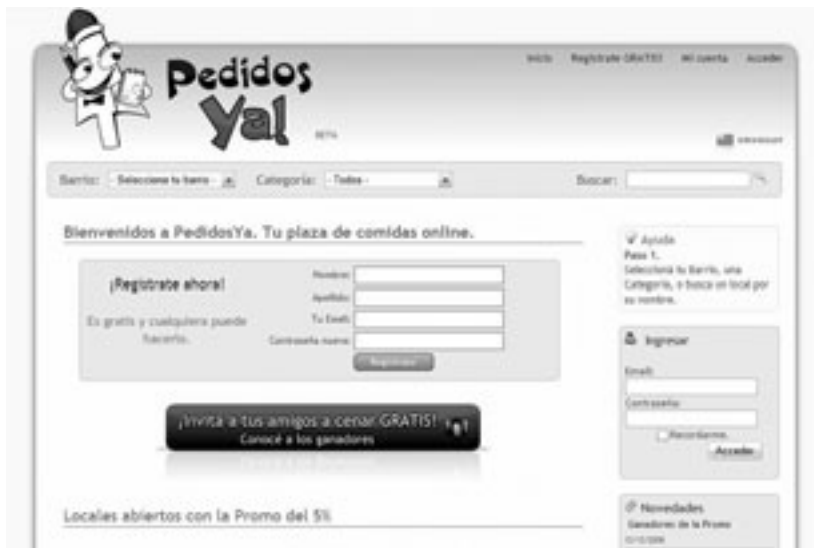 Pedidos
Ya!
BETA
Inicio Registrate GRATIS! Mi cuenta Acceder
Barrio: - Selecciona tu barrio - Categoría: - Todos - Buscar:
Bienvenidos a PedidosYa. Tu plaza de comidas online.
¡Registrate ahora!
Es gratis y cualquiera puede
hacerlo.
Nombre:
Apellido:
Tu Email:
Contraseña nueva:
Registrate
¡Invitá a tus amigos a cenar GRATIS!
Conocé a los ganadores
Locales abiertos con la Promo del 5%
Ayuda
Paso 1.
Seleccioná tu Barrio, una
Categoría, o busca un local por
su nombre.
Ingresar
Email:
Contraseña:
Recordarme.
Acceder
Novedades
Ganadores de la Promo